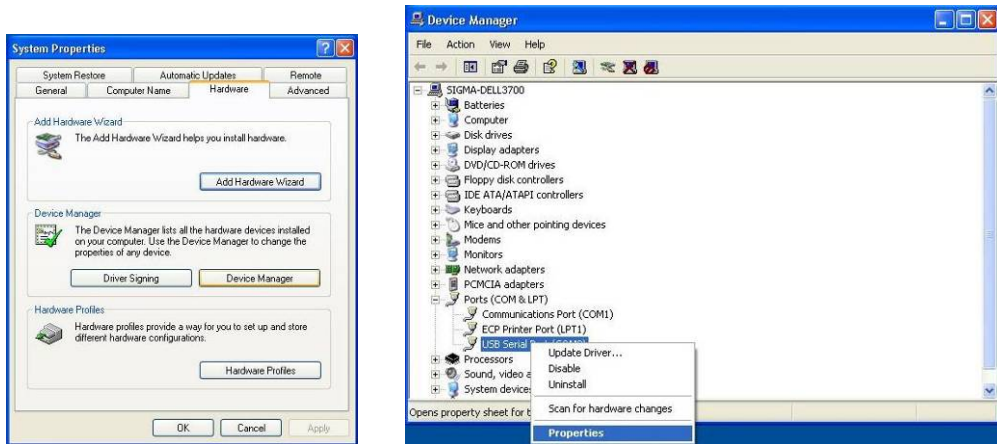 System Properties
System Restore Automatic Updates Remote
General Computer Name Hardware Advanced
Add Hardware Wizard
The Add Hardware Wizard helps you install hardware.
Add Hardware Wizard
Device Manager
The Device Manager lists all the hardware devices installed
on your computer. Use the Device Manager to change the
properties of any device.
Driver Signing Device Manager
Hardware Profiles
Hardware profiles provide a way for you to set up and store
different hardware configurations.
Hardware Profiles
OK Cancel Apply
Device Manager
File Action View Help
SIGMA-DELL3700
Batteries
Computer
Disk drives
Display adapters
DVD/CD-ROM drives
Floppy disk controllers
IDE ATA/ATAPI controllers
Keyboards
Mice and other pointing devices
Modems
Monitors
Network adapters
PCMCIA adapters
Ports (COM & LPT)
Communications Port (COM1)
ECP Printer Port (LPT1)
USB Serial
Processors
Sound, video
System devices
Opens property sheet for
Update Driver...
Disable
Uninstall
Scan for hardware changes
Properties